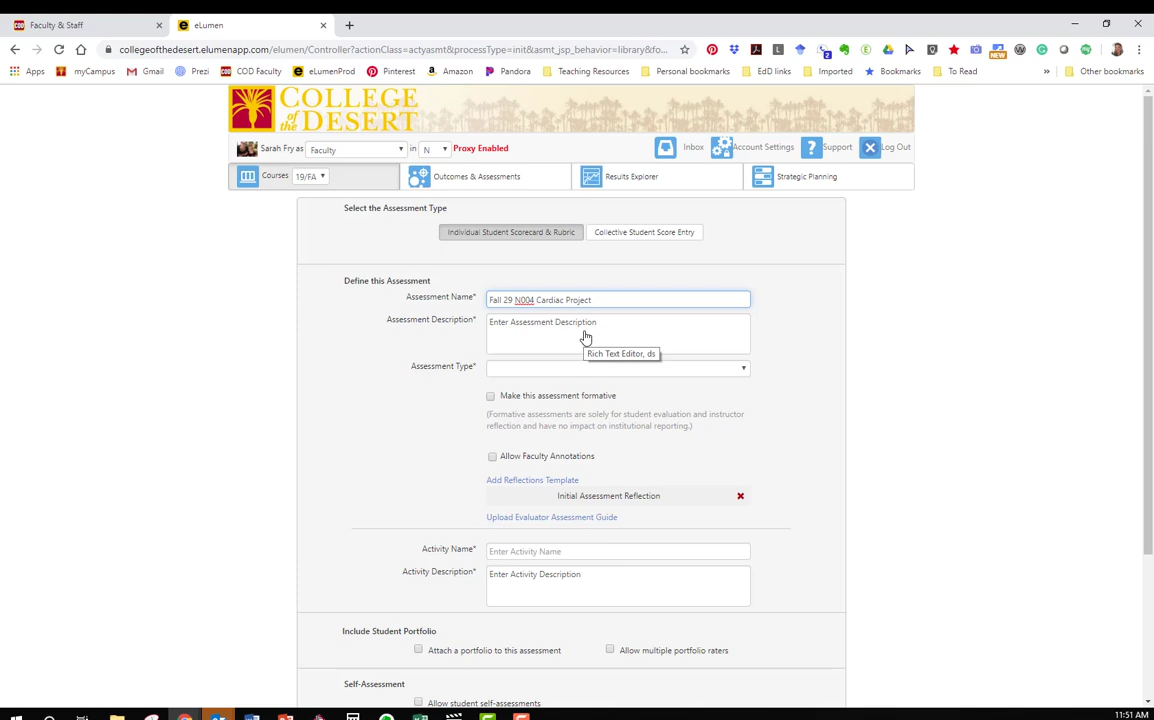 Faculty & Staff
eLumen
collegeofthedesert.elumenapp.com/elumen/Controller?actionClass=actyasmt&processType=init&asmt_jsp_behavior=library&fo...
Apps myCampus Gmail Prezi COD Faculty eLumenProd Pinterest Amazon Pandora Teaching Resources Personal bookmarks EdD links Imported Bookmarks To Read » Other bookmarks
COLLEGE
of the DESERT
Sarah Fry as Faculty in N Proxy Enabled Inbox Account Settings Support Log Out
Courses 19/FA Outcomes & Assessments Results Explorer Strategic Planning
Select the Assessment Type
Individual Student Scorecard & Rubric Collective Student Score Entry
Define this Assessment
Assessment Name* Fall 29 N004 Cardiac Project
Assessment Description* Enter Assessment Description
Rich Text Editor, ds
Assessment Type*
Make this assessment formative
(Formative assessments are solely for student evaluation and instructor
reflection and have no impact on institutional reporting.)
Allow Faculty Annotations
Add Reflections Template
Initial Assessment Reflection
Upload Evaluator Assessment Guide
Activity Name* Enter Activity Name
Activity Description* Enter Activity Description
Include Student Portfolio
Attach a portfolio to this assessment Allow multiple portfolio raters
Self-Assessment
Allow student self-assessments
11:51 AM